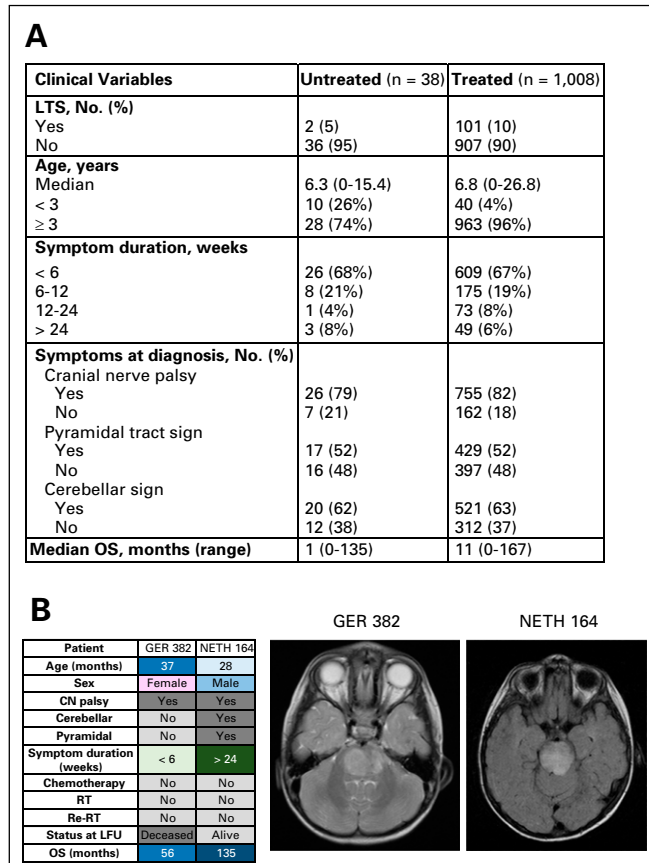 A
Clinical Variables Untreated (n = 38) Treated (n = 1,008)
LTS, No. (%)
Yes 2 (5) 101 (10)
No 36 (95) 907 (90)
Age, years
Median 6.3 (0-15.4) 6.8 (0-26.8)
< 3 10 (26%) 40 (4%)
≥ 3 28 (74%) 963 (96%)
Symptom duration, weeks
< 6 26 (68%) 609 (67%)
6-12 8 (21%) 175 (19%)
12-24 1 (4%) 73 (8%)
> 24 3 (8%) 49 (6%)
Symptoms at diagnosis, No. (%)
Cranial nerve palsy
Yes 26 (79) 755 (82)
No 7 (21) 162 (18)
Pyramidal tract sign
Yes 17 (52) 429 (52)
No 16 (48) 397 (48)
Cerebellar sign
Yes 20 (62) 521 (63)
No 12 (38) 312 (37)
Median OS, months (range) 1 (0-135) 11 (0-167)
B
Patient GER 382 NETH 164
Age (months) 37 28
Sex Female Male
CN palsy Yes Yes
Cerebellar No Yes
Pyramidal No Yes
Symptom duration
(weeks) < 6 > 24
Chemotherapy No No
RT No No
Re-RT No No
Status at LFU Deceased Alive
OS (months) 56 135
GER 382 NETH 164